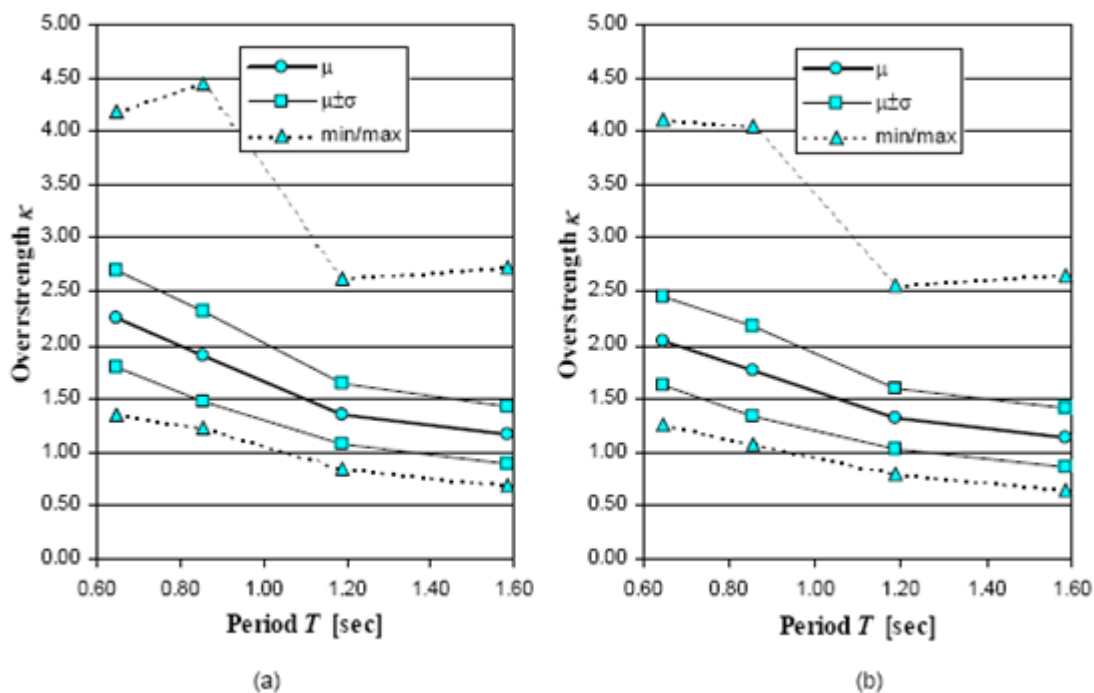 5.00
4.50
4.00
3.50
3.00
2.50
2.00
1.50
1.00
0.50
0.00
Overrstrength κ
μ
μ±σ
min/max
0.60 0.80 1.00 1.20 1.40 1.60
Period T [sec]
(a)
5.00
4.50
4.00
3.50
3.00
2.50
2.00
1.50
1.00
0.50
0.00
Overstrength κ
μ
μ±σ
min/max
0.60 0.80 1.00 1.20 1.40 1.60
Period T [sec]
(b)